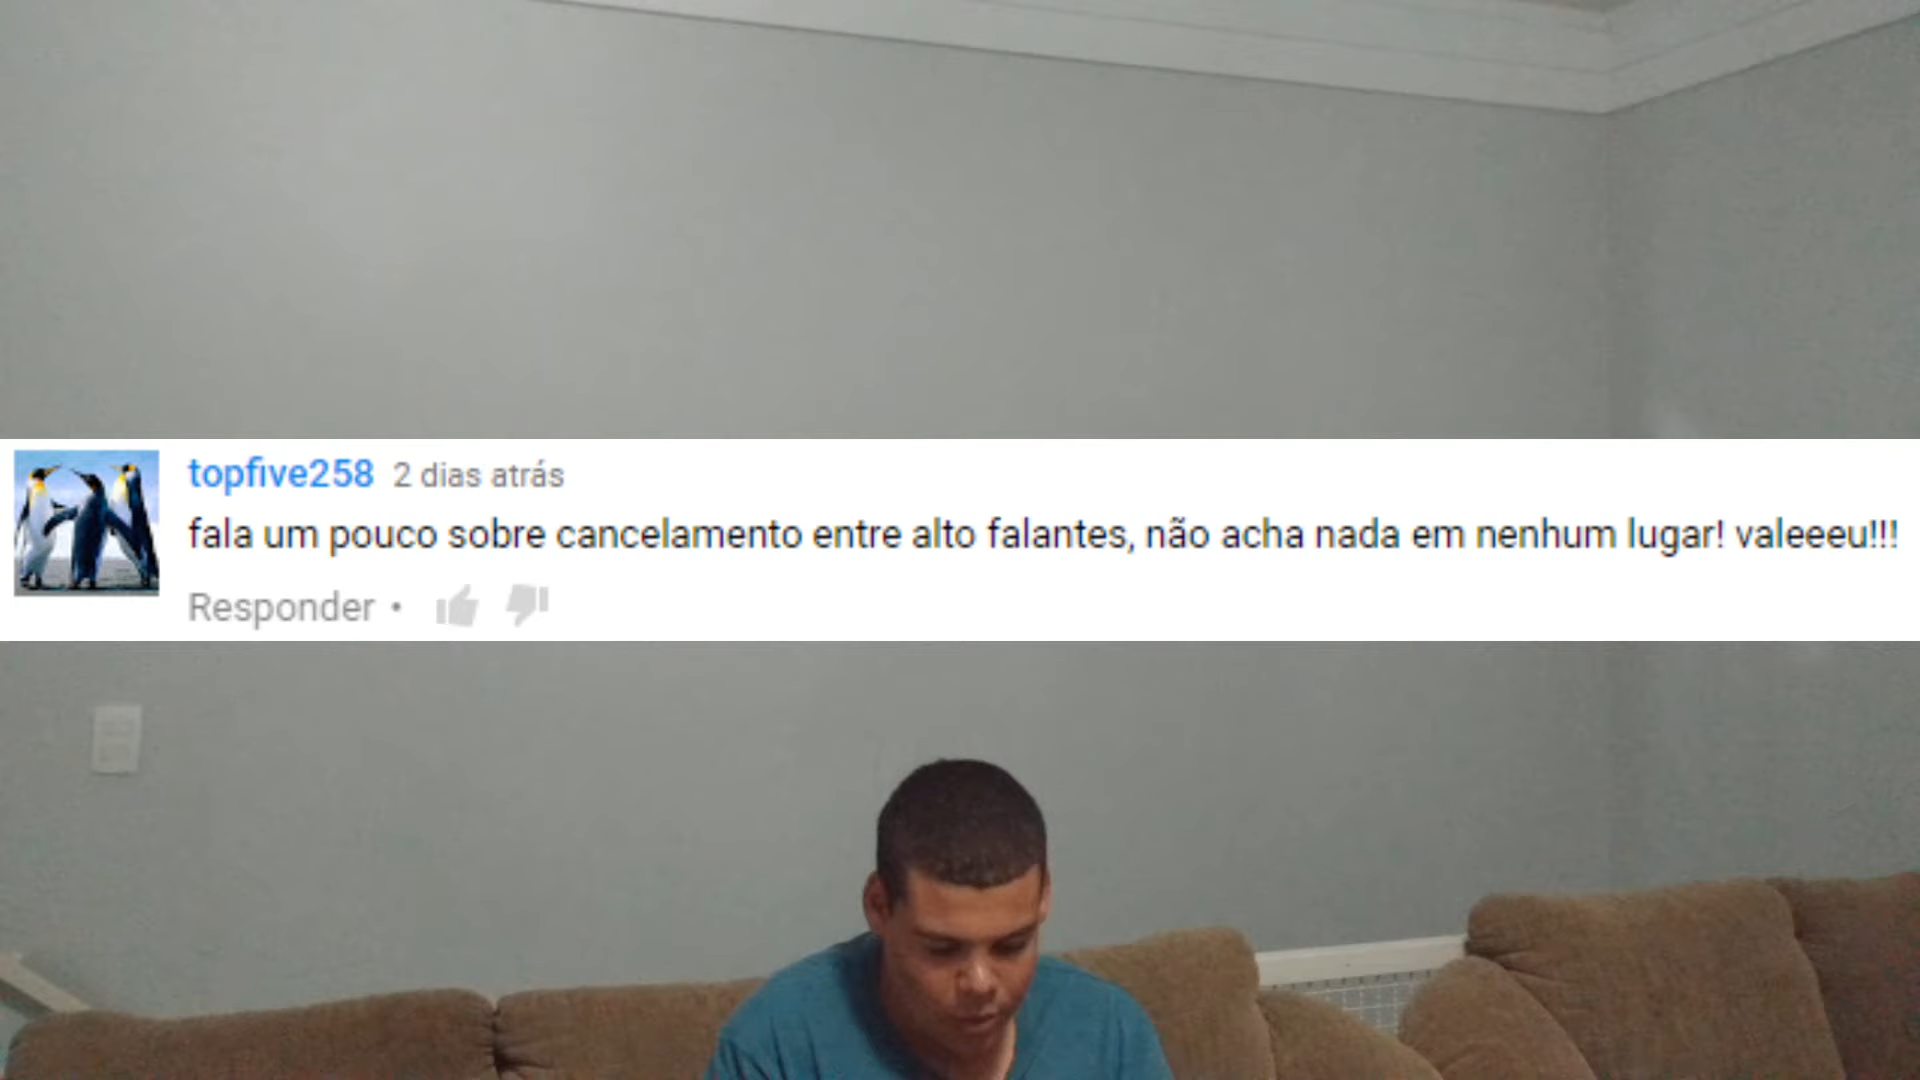 topfive258 2 dias atrás
fala um pouco sobre cancelamento entre alto falantes, não acha nada em nenhum lugar! valeeeu!!!
Responder •